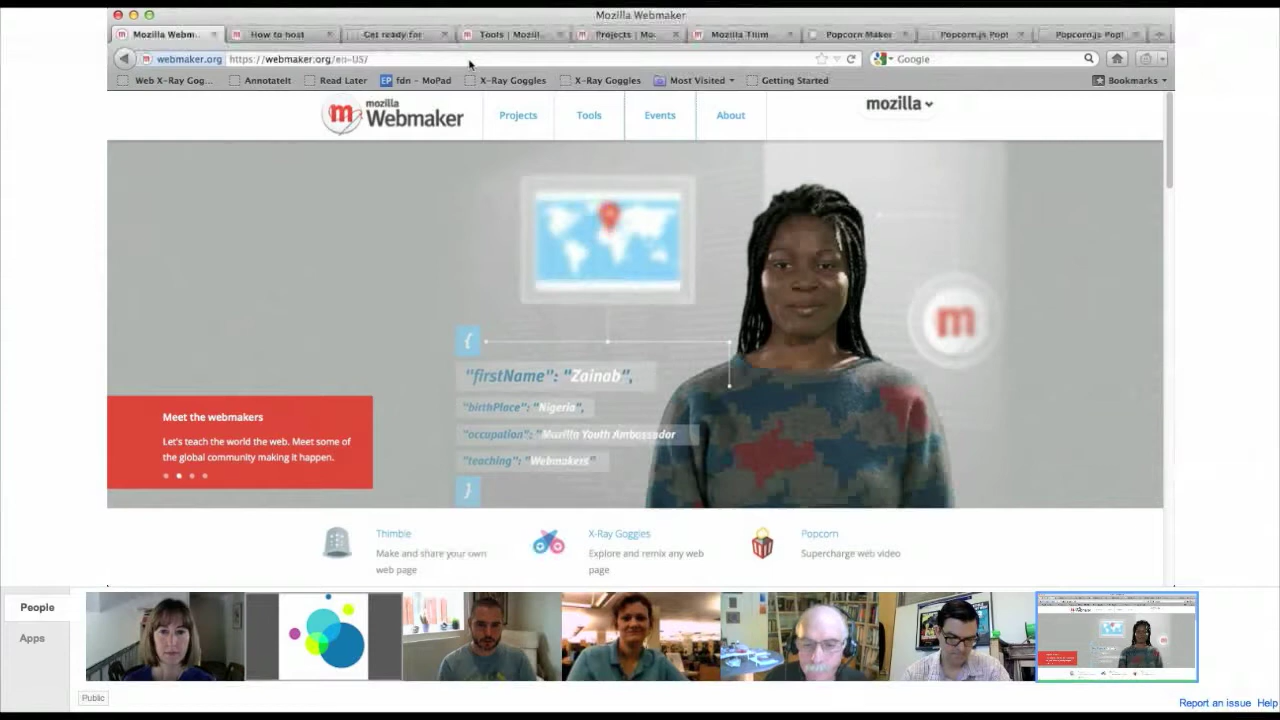 Mozilla Webmaker
Mozilla Webm..
How to host
Get ready for
Tools | Mozill
Projects | Mo.
Mozilla Thim
Popcorn Maker
Popcorn.js Pop!
Popcorn.js Pop!
webmaker.org https://webmaker.org/en-US/
Google
Web X-Ray Gog...
AnnotateIt
Read Later
EP fdn - MoPad
X-Ray Goggles
X-Ray Goggles
Most Visited
Getting Started
Bookmarks
m mozilla
Webmaker
Projects
Tools
Events
About
mozilla
{
"firstName": "Zainab",
"birthPlace": "Nigeria",
"occupation": "Mozilla Youth Ambassador
"teaching": "Webmakers"
}
m
Meet the webmakers
Let's teach the world the web. Meet some of
the global community making it happen.
Thimble
Make and share your own
web page
X-Ray Goggles
Explore and remix any web
page
Popcorn
Supercharge web video
People
Apps
Public
Report an issue Help